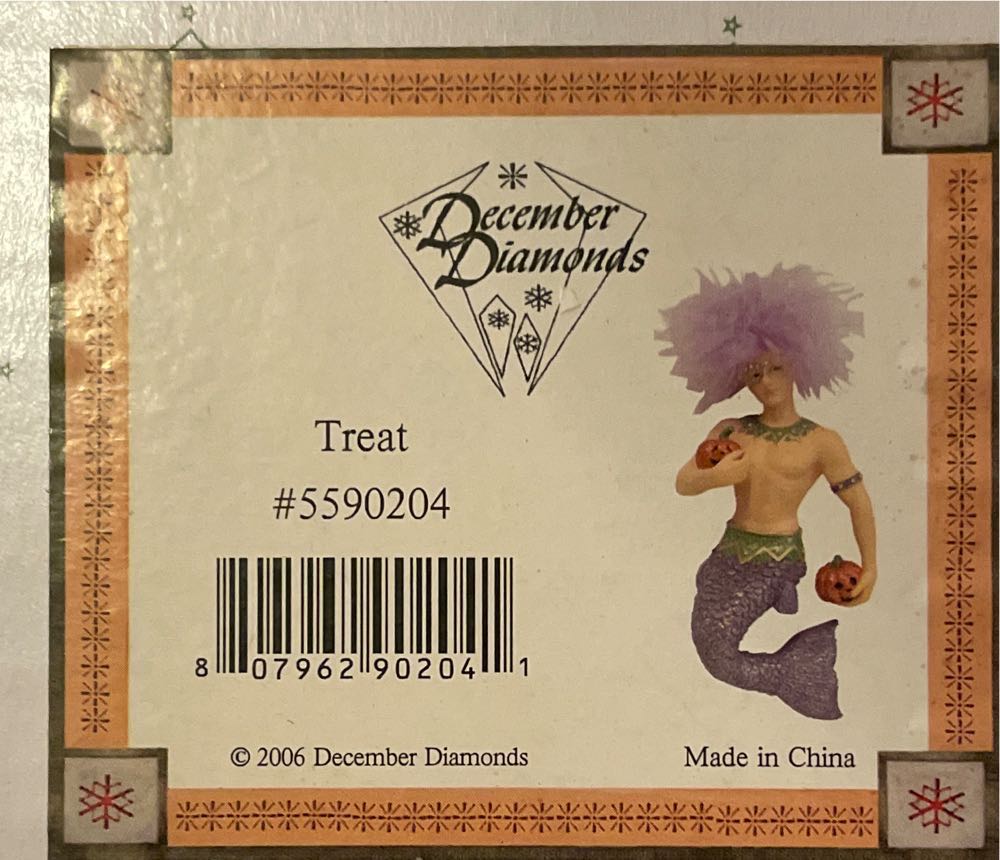 December
Diamonds
Treat
#5590204
8 07962 90204 1
© 2006 December Diamonds
Made in China